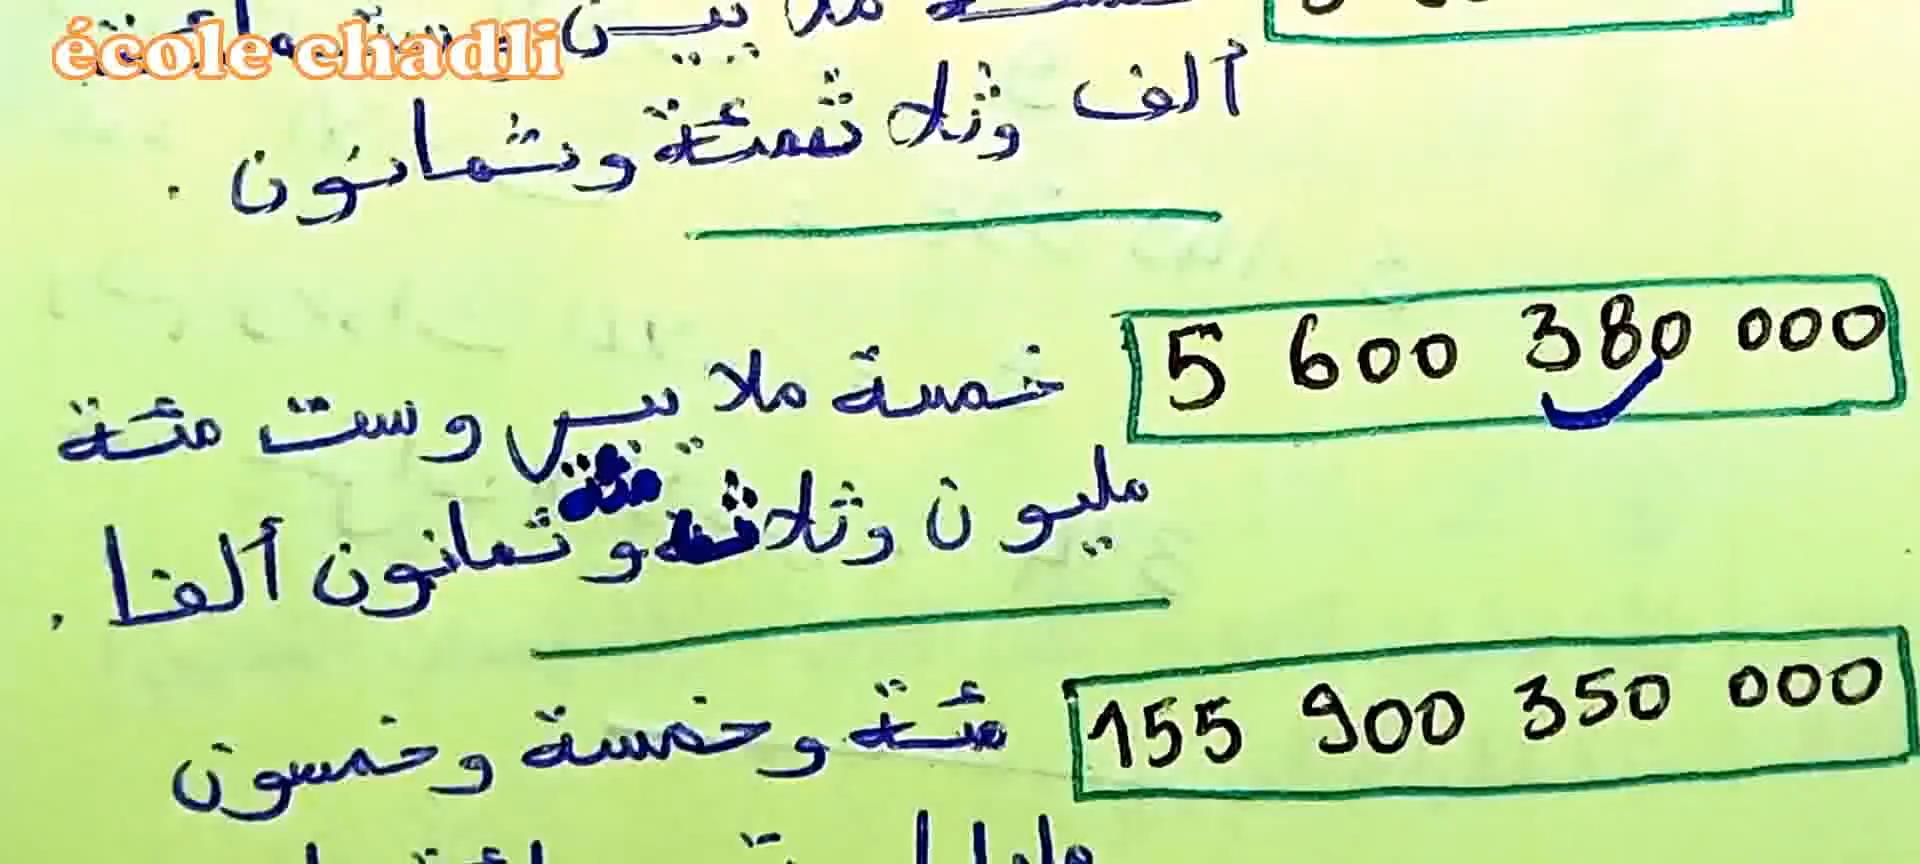 école chadli
ألف وثلاثمئة وثمانون .
5 600 380 000
خمسة ملايير وست مئة
مليون وثلاثمئة وثمانون ألفا .
155 900 350 000
مئة وخمسة وخمسون